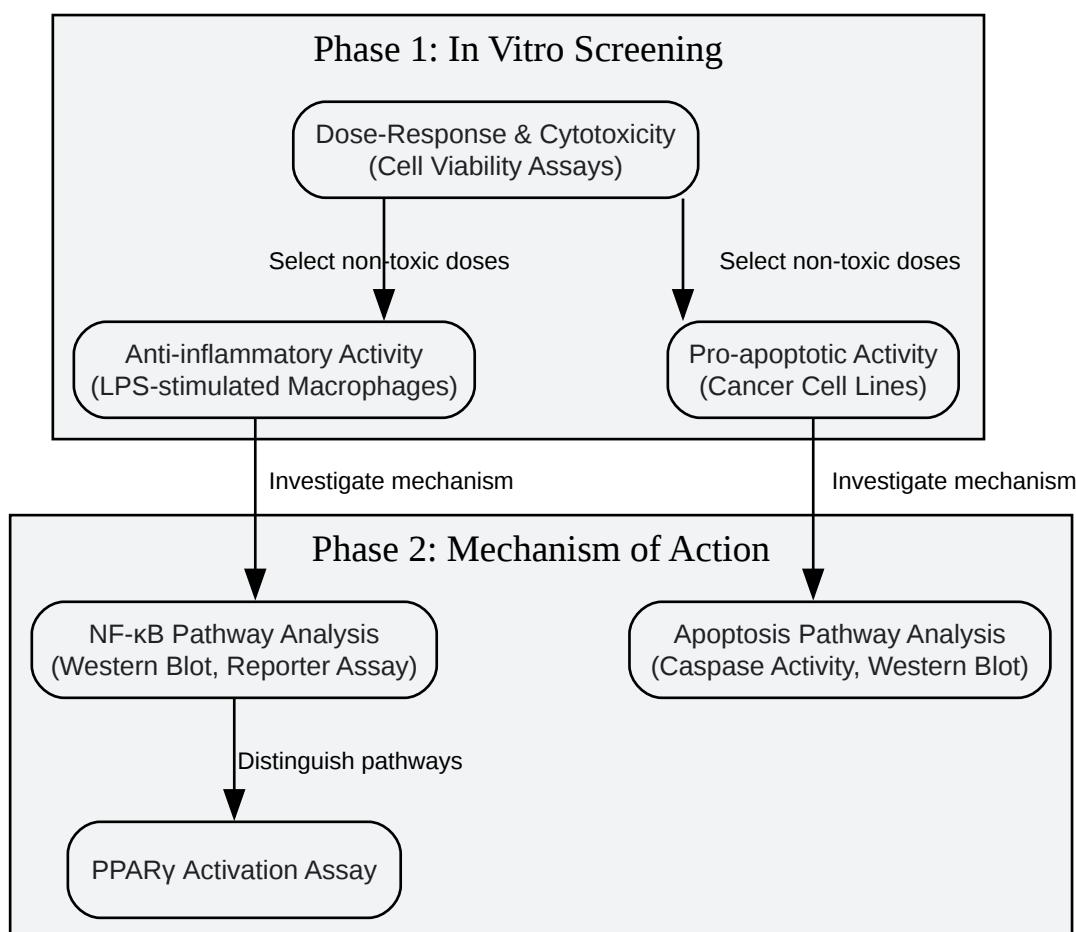 Phase 1: In Vitro Screening
Dose-Response & Cytotoxicity
(Cell Viability Assays)
Select non-toxic doses
Select non-toxic doses
Anti-inflammatory Activity
(LPS-stimulated Macrophages)
Pro-apoptotic Activity
(Cancer Cell Lines)
Investigate mechanism
Investigate mechanism
Phase 2: Mechanism of Action
NF-κB Pathway Analysis
(Western Blot, Reporter Assay)
Apoptosis Pathway Analysis
(Caspase Activity, Western Blot)
Distinguish pathways
PPARγ Activation Assay